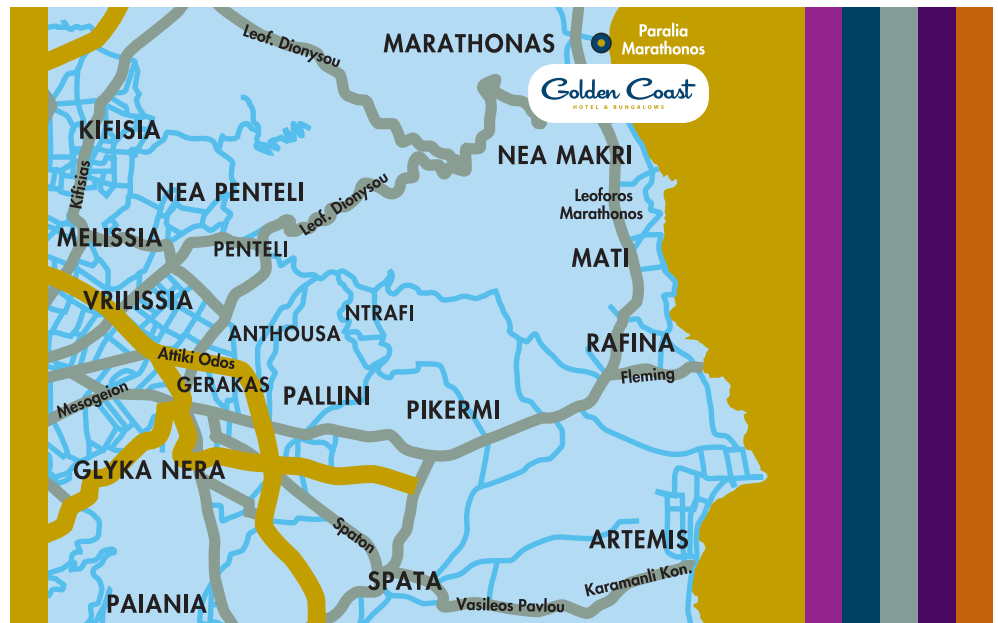 Leof. Dionysou
MARATHONAS
Paralia
Marathonos
Golden Coast
HOTEL & BUNGALOWS
KIFISIA
NEA MAKRI
Kifisias
NEA PENTELI
Leof. Dionysou
Leoforos
Marathonos
MELISSIA
PENTELI
MATI
VRILISSIA
NTRAFI
ANTHOUSA
RAFINA
Attiki Odos
Fleming
GERAKAS
Mesogeion
PALLINI
PIKERMI
GLYKA NERA
Spaton
ARTEMIS
SPATA
Karamanli Kon.
PAIANIA
Vasileos Pavlou